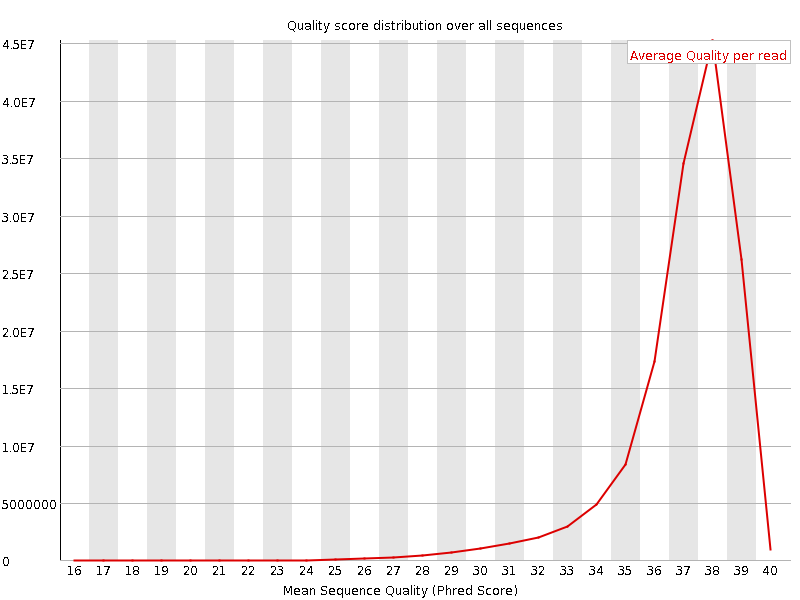 Quality score distribution over all sequences
4.5E7
Average Quality per read
4.0E7
3.5E7
3.0E7
2.5E7
2.0E7
1.5E7
1.0E7
5000000
0
16 17 18 19 20 21 22 23 24 25 26 27 28 29 30 31 32 33 34 35 36 37 38 39 40
Mean Sequence Quality (Phred Score)